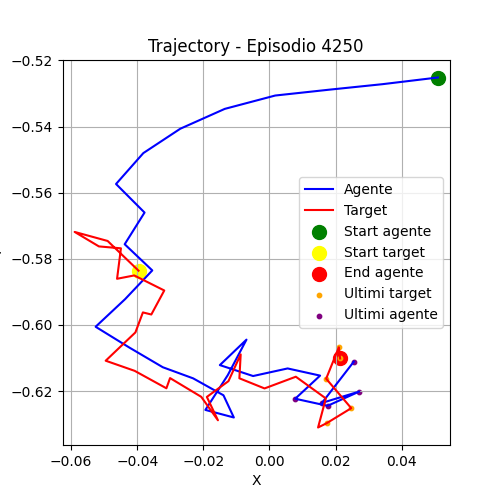 Trajectory - Episodio 4250
−0.52
−0.54
−0.56
−0.58
−0.60
−0.62
Agente
Target
Start agente
Start target
End agente
Ultimi target
Ultimi agente
−0.06
−0.04
−0.02
0.00
0.02
0.04
X